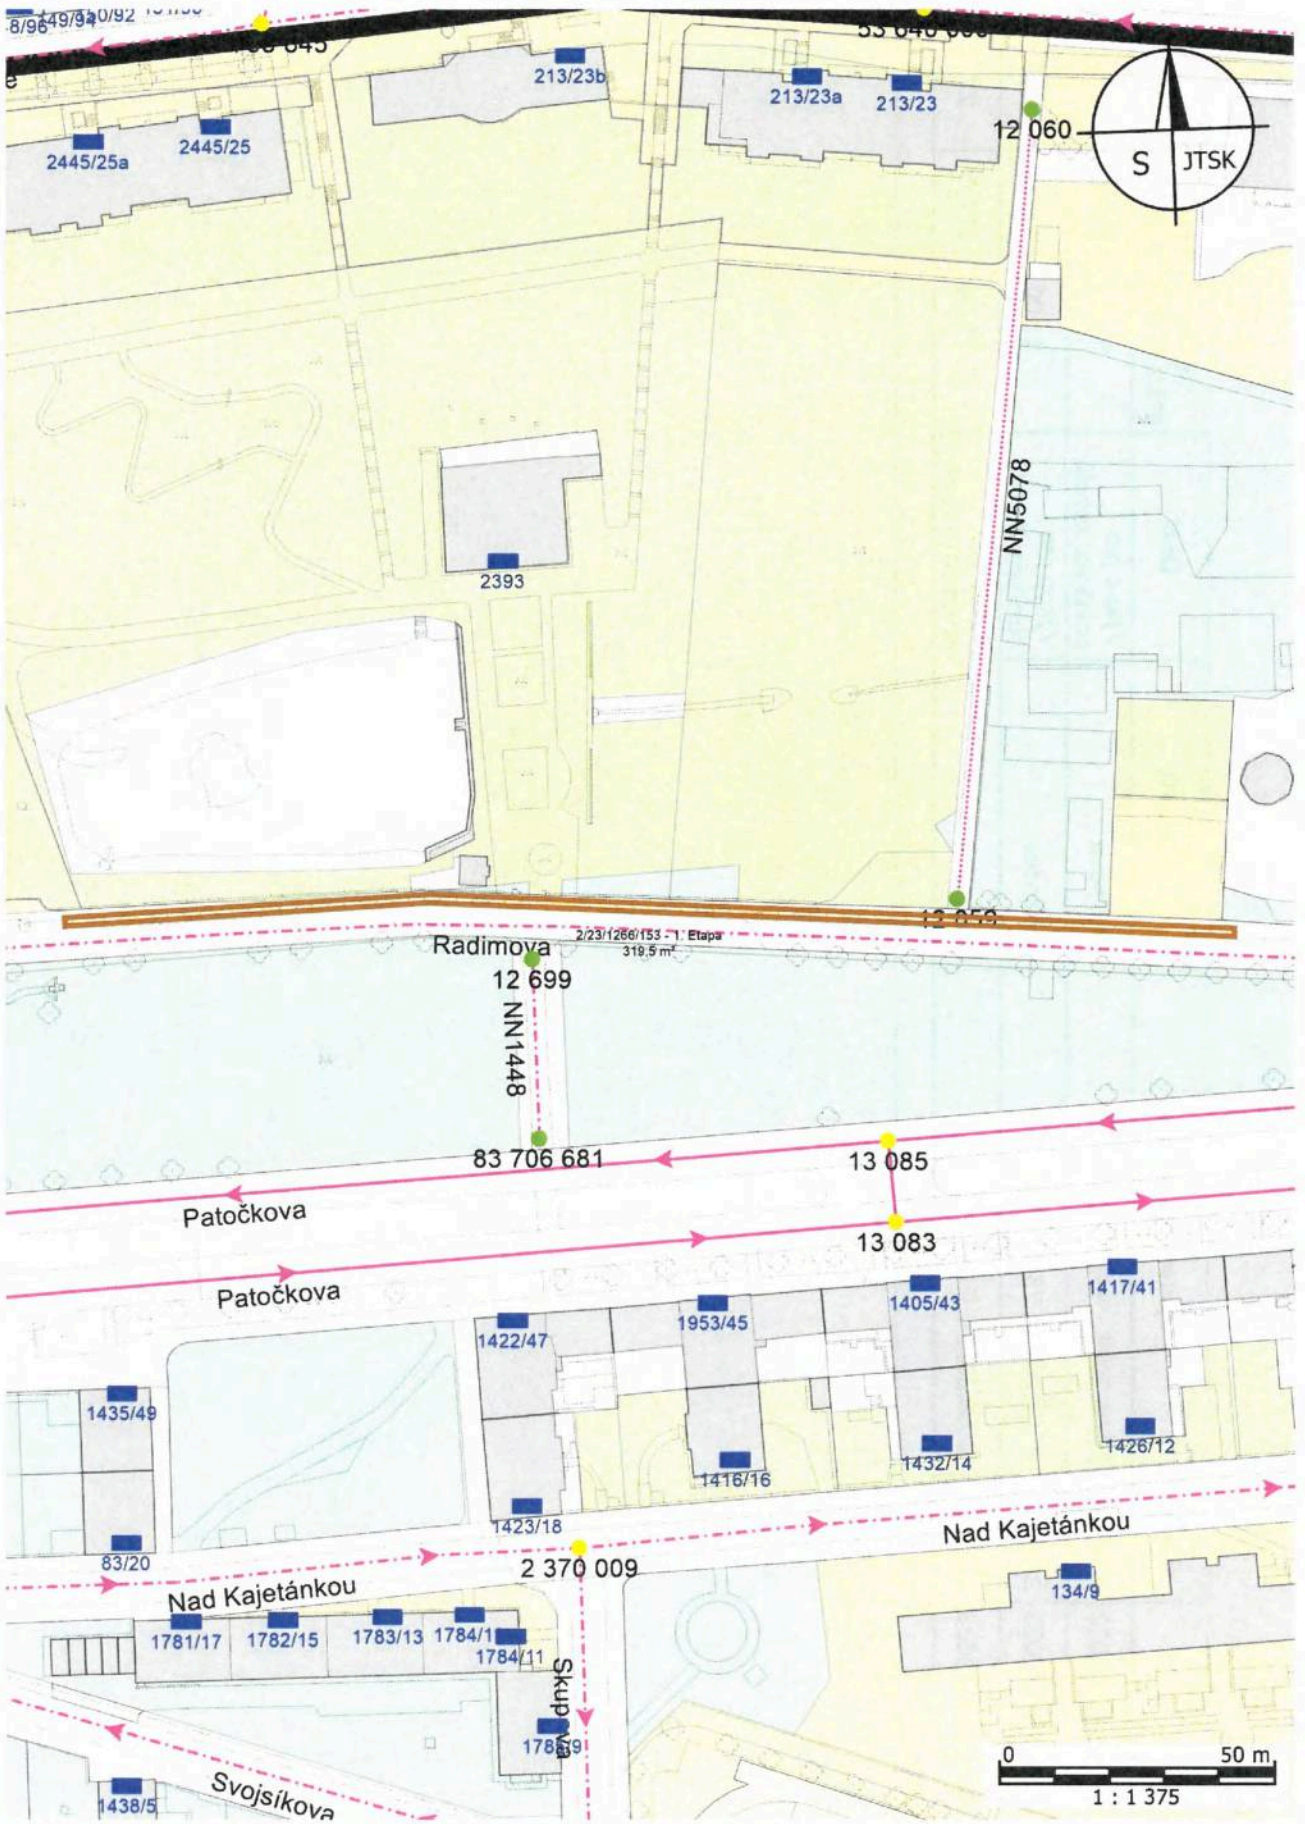 8/96
213/23b
213/23a
213/23
12 060
S
JTSK
2445/25a
2445/25
NN5078
2393
Radimova
2/23/1266/153 - 1. Etapa
319,5 m²
12 699
NN1448
83 706 681
13 085
Patočkova
13 083
Patočkova
1422/47
1953/45
1405/43
1417/41
1435/49
1416/16
1432/14
1426/12
1423/18
83/20
Nad Kajetánkou
2 370 009
Nad Kajetánkou
134/9
1781/17
1782/15
1783/13
1784/11
Svojsíkova
1438/5
0
50 m
1 : 1 375